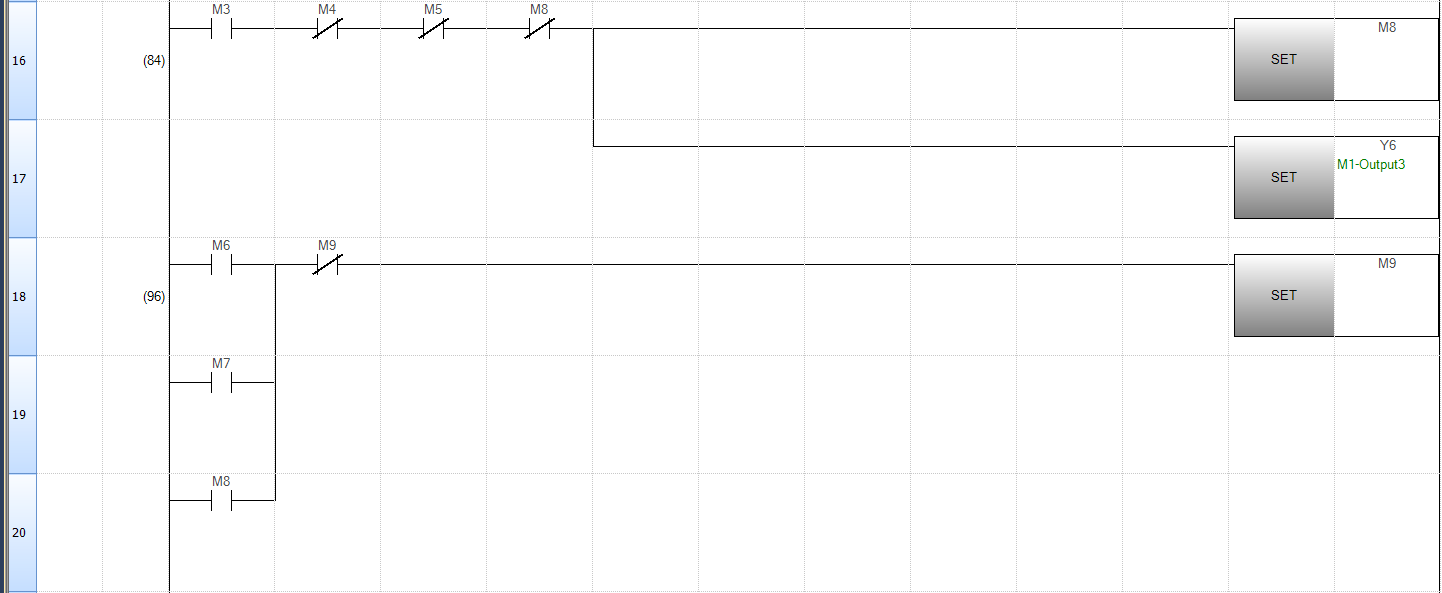 M3 M4 M5 M8 M8
16 (84) SET
Y6
17 SET M1-Output3
M6 M9 M9
18 (96) SET
M7
19
M8
20